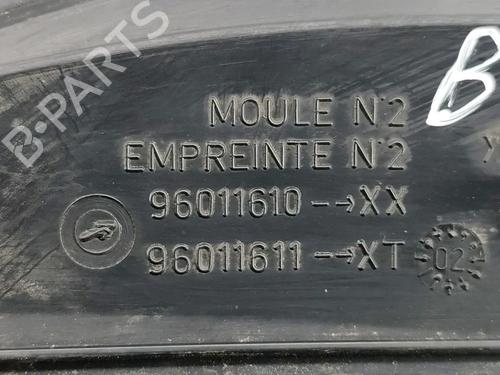 B-PARTS
B
MOULE N°2
EMPREINTE N°2
96011610→XX
96011611→XT
02